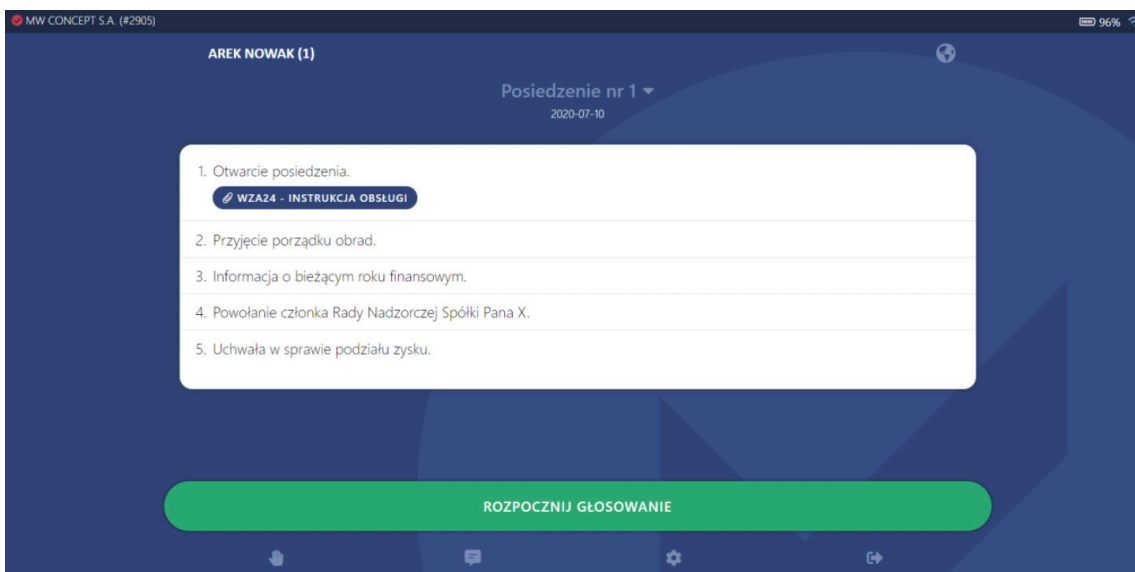 MW CONCEPT S.A. (#2905)
96%
AREK NOWAK (1)
Posiedzenie nr 1
2020-07-10
1. Otwarcie posiedzenia.
WZA24 - INSTRUKCJA OBSŁUGI
2. Przyjęcie porządku obrad.
3. Informacja o bieżącym roku finansowym.
4. Powołanie członka Rady Nadzorczej Spółki Pana X.
5. Uchwała w sprawie podziału zysku.
ROZPOCZNIJ GŁOSOWANIE